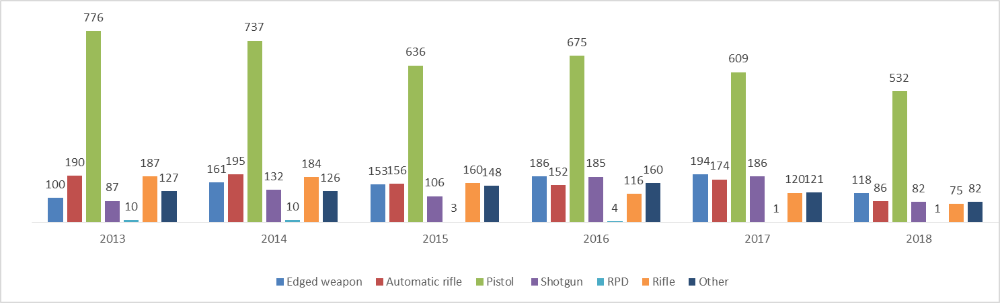 776
737
636
675
609
532
100 190 87 10 187 127
161 195 132 10 184 126
153 156 106 3 160 148
186 152 185 4 116 160
194 174 186 1 120 121
118 86 82 1 75 82
2013 2014 2015 2016 2017 2018
Edged weapon Automatic rifle Pistol Shotgun RPD Rifle Other